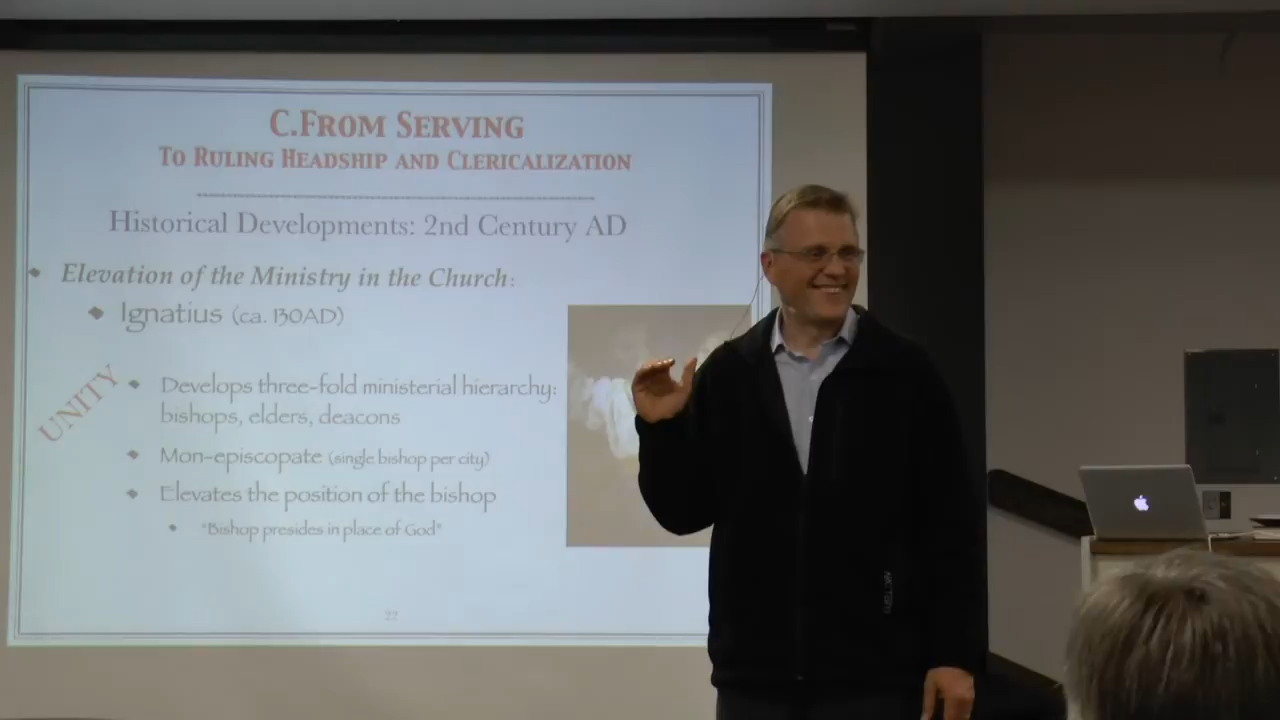 C.From Serving
To Ruling Headship and Clericalization
Historical Developments: 2nd Century AD
Elevation of the Ministry in the Church:
Ignatius (ca. 130AD)
UNITY
Develops three-fold ministerial hierarchy:
bishops, elders, deacons
Mon-episcopate (single bishop per city)
Elevates the position of the bishop
"Bishop presides in place of God"